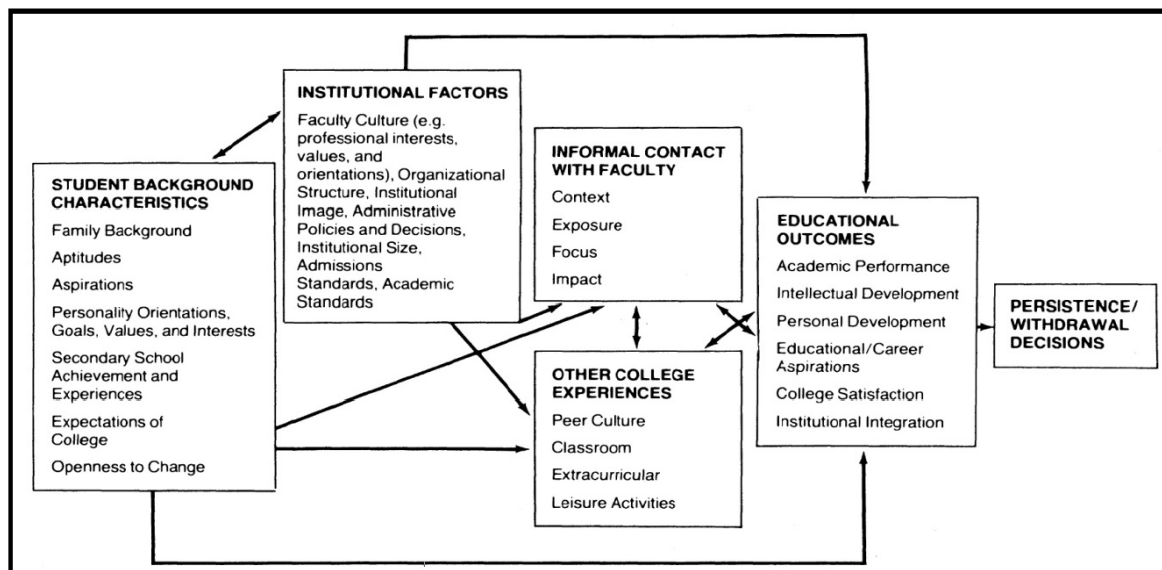 STUDENT BACKGROUND
CHARACTERISTICS
Family Background
Aptitudes
Aspirations
Personality Orientations,
Goals, Values, and Interests
Secondary School
Achievement and
Experiences
Expectations of
College
Openness to Change
INSTITUTIONAL FACTORS
Faculty Culture (e.g.
professional interests,
values, and
orientations), Organizational
Structure, Institutional
Image, Administrative
Policies and Decisions,
Institutional Size,
Admissions
Standards, Academic
Standards
INFORMAL CONTACT
WITH FACULTY
Context
Exposure
Focus
Impact
OTHER COLLEGE
EXPERIENCES
Peer Culture
Classroom
Extracurricular
Leisure Activities
EDUCATIONAL
OUTCOMES
Academic Performance
Intellectual Development
Personal Development
Educational/Career
Aspirations
College Satisfaction
Institutional Integration
PERSISTENCE/
WITHDRAWAL
DECISIONS